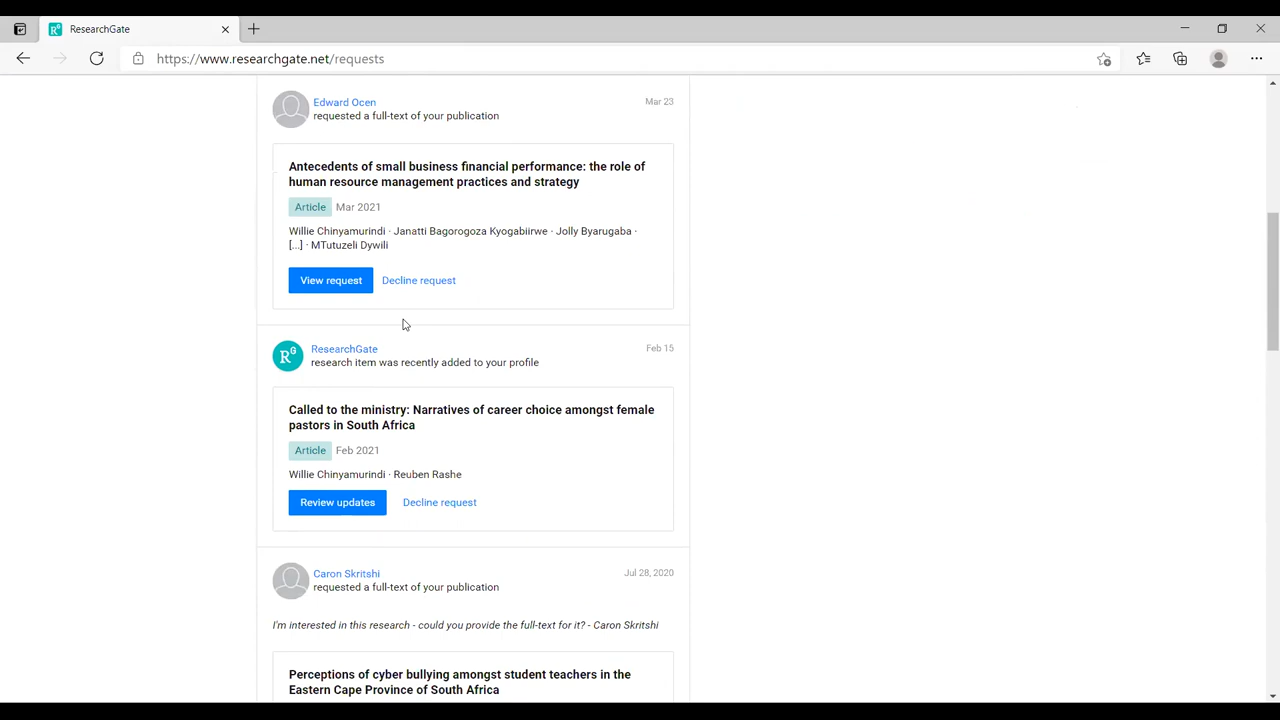 ResearchGate
https://www.researchgate.net/requests
Edward Ocen
Mar 23
requested a full-text of your publication
Antecedents of small business financial performance: the role of
human resource management practices and strategy
Article Mar 2021
Willie Chinyamurindi · Janatti Bagorogoza Kyogabiirwe · Jolly Byarugaba ·
[...] · MTutuzeli Dywili
View request Decline request
RG
ResearchGate
Feb 15
research item was recently added to your profile
Called to the ministry: Narratives of career choice amongst female
pastors in South Africa
Article Feb 2021
Willie Chinyamurindi · Reuben Rashe
Review updates Decline request
Caron Skritshi
Jul 28, 2020
requested a full-text of your publication
I'm interested in this research - could you provide the full-text for it? - Caron Skritshi
Perceptions of cyber bullying amongst student teachers in the
Eastern Cape Province of South Africa